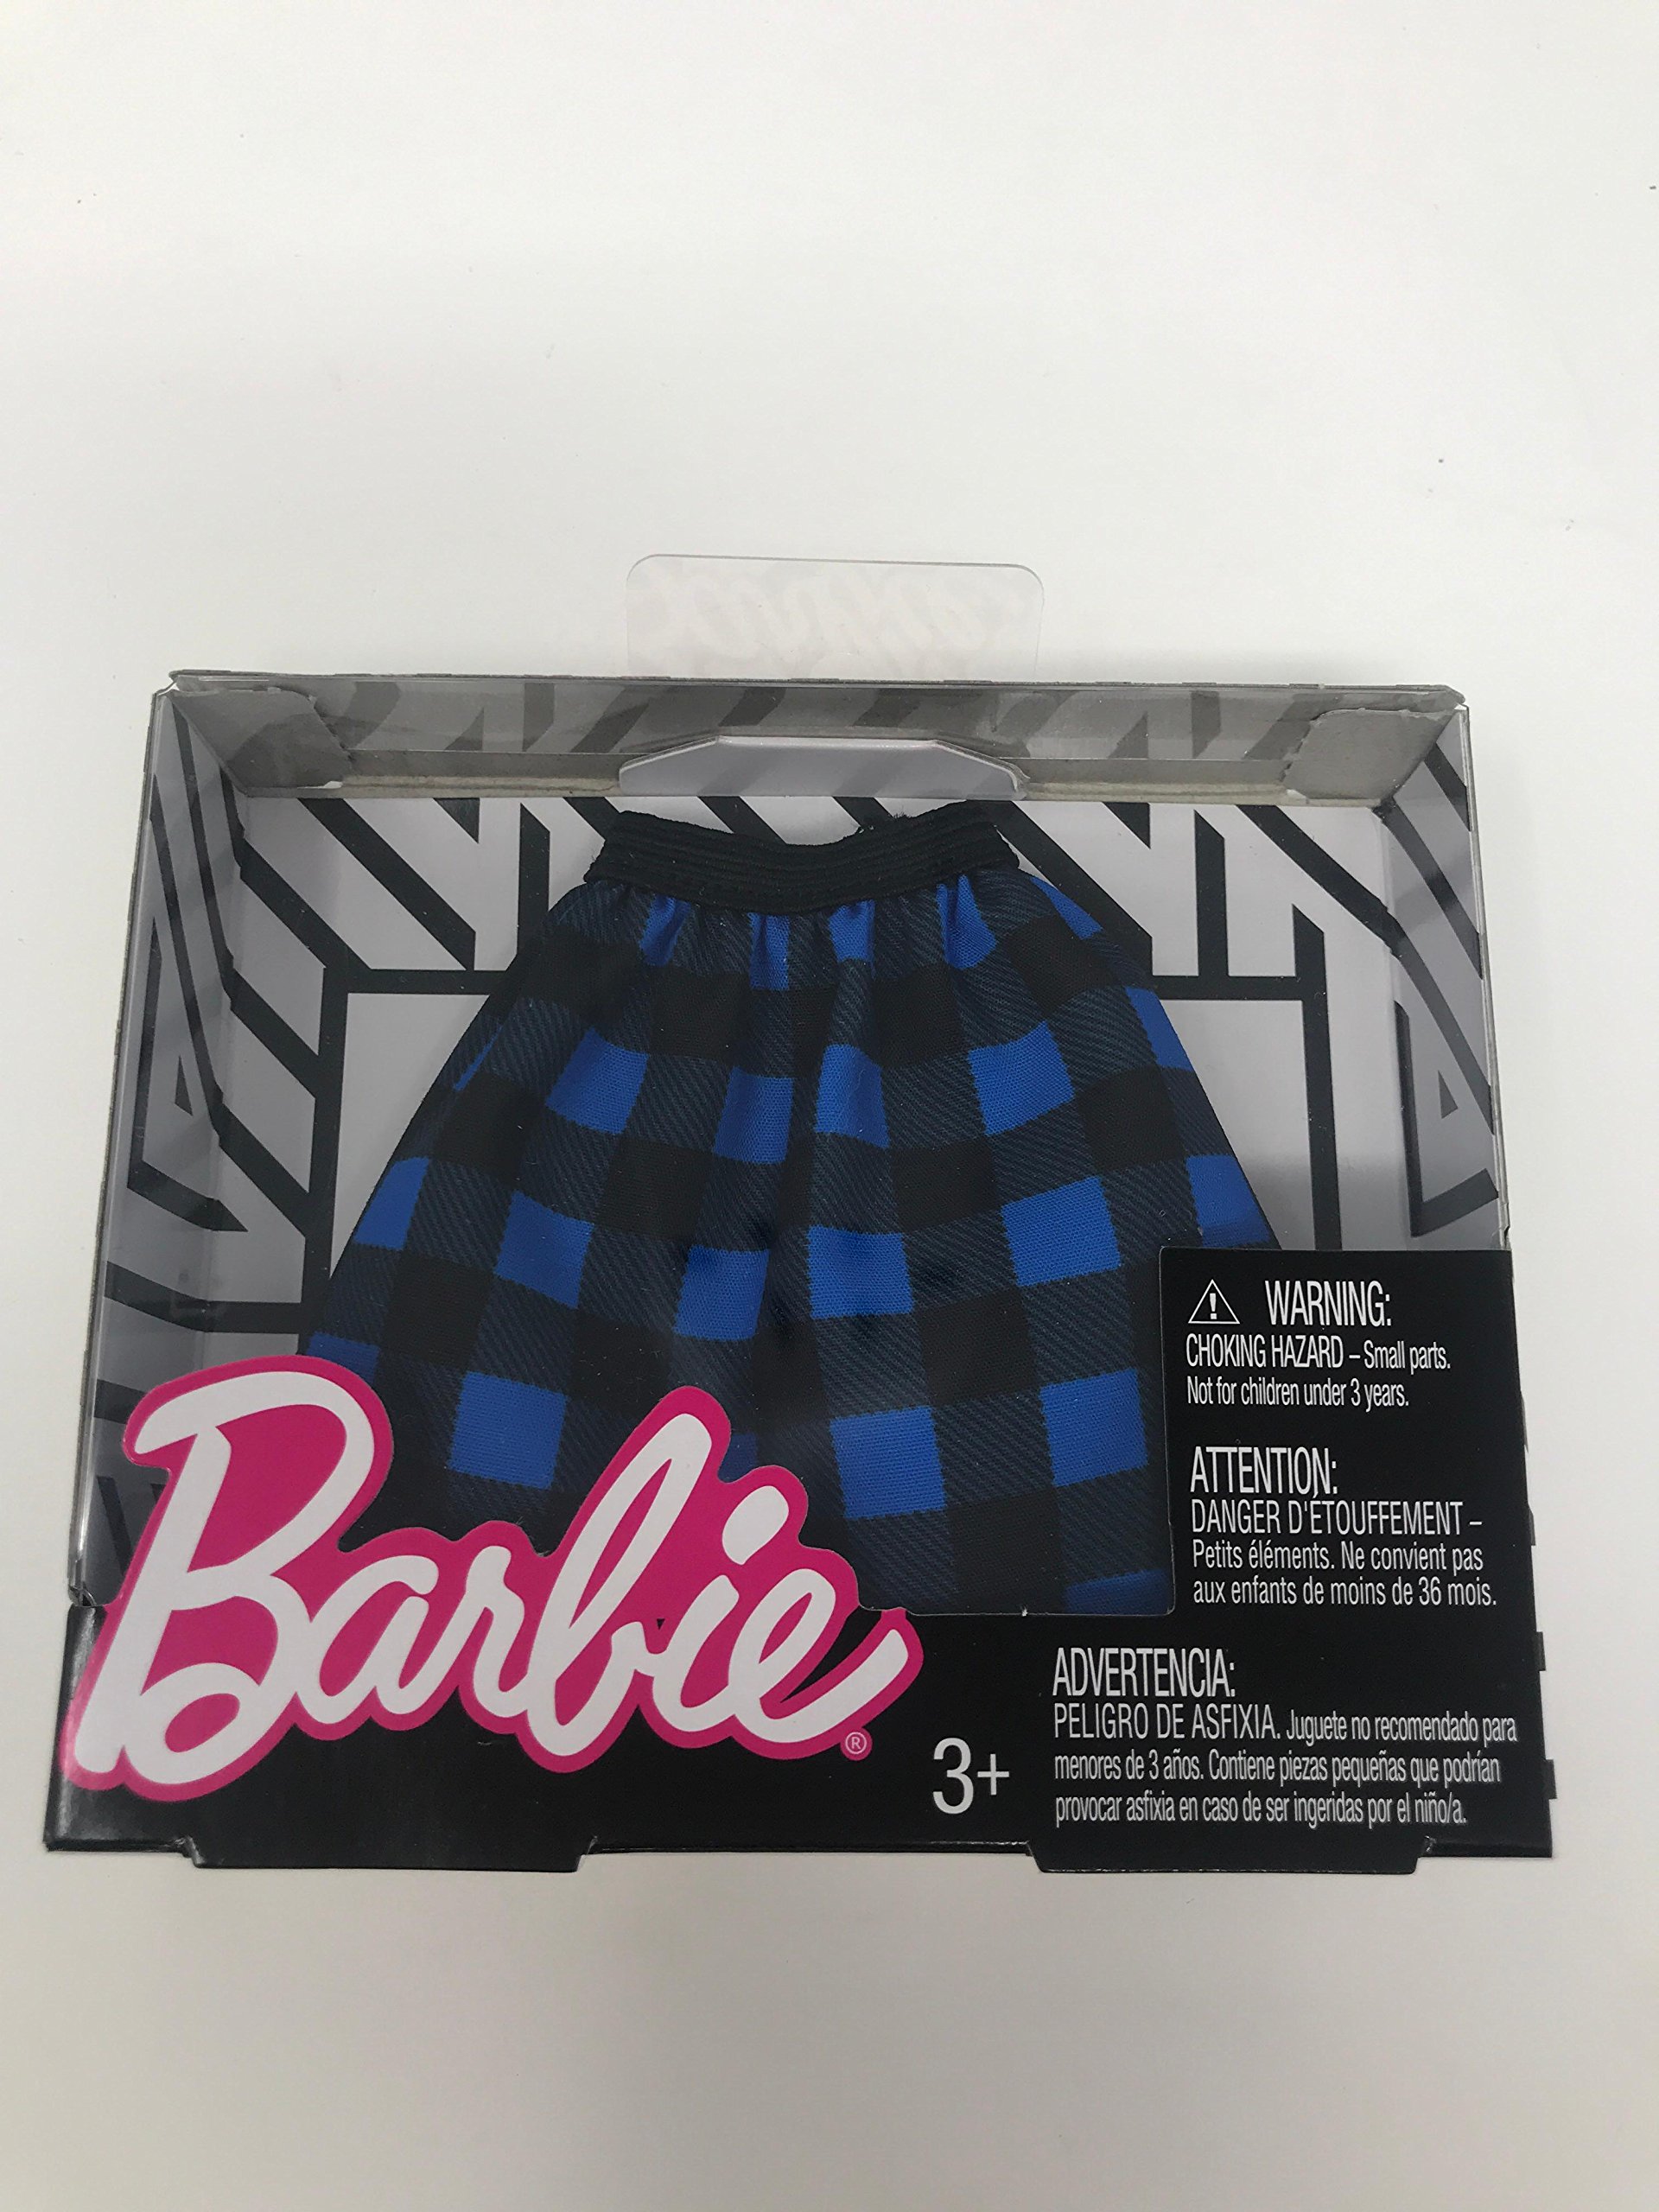 WARNING:
CHOKING HAZARD – Small parts.
Not for children under 3 years.
ATTENTION:
DANGER D'ÉTOUFFEMENT –
Petits éléments. Ne convient pas
aux enfants de moins de 36 mois.
Barbie®
3+
ADVERTENCIA:
PELIGRO DE ASFIXIA. Juguete no recomendado para
menores de 3 años. Contiene piezas pequeñas que podrían
provocar asfixia en caso de ser ingeridas por el niño/a.